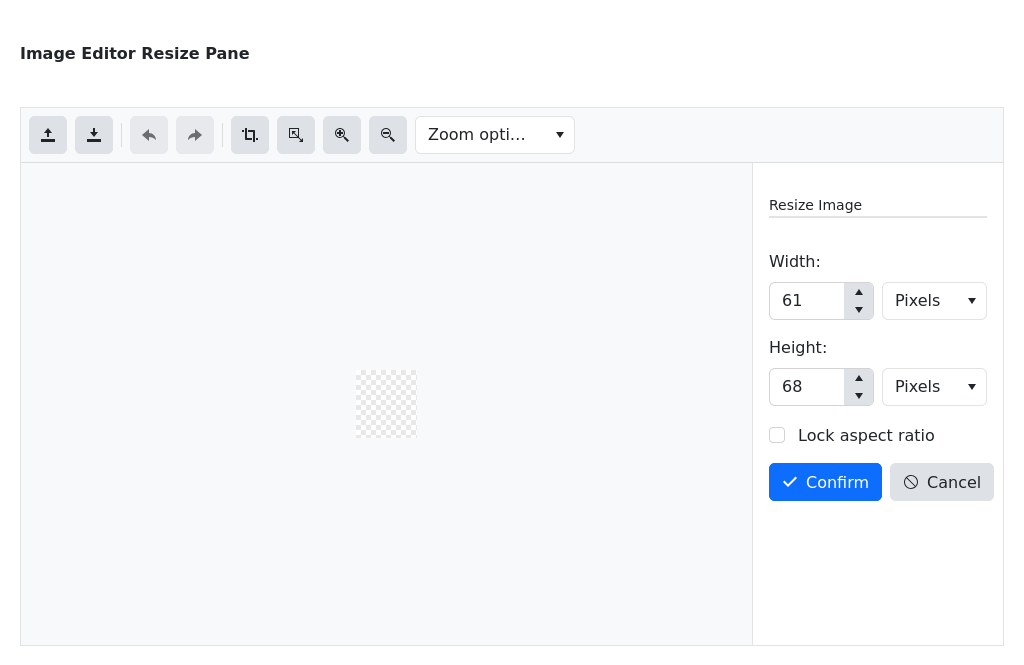 Image Editor Resize Pane
Zoom opti...
Resize Image
Width:
61 Pixels
Height:
68 Pixels
Lock aspect ratio
Confirm Cancel